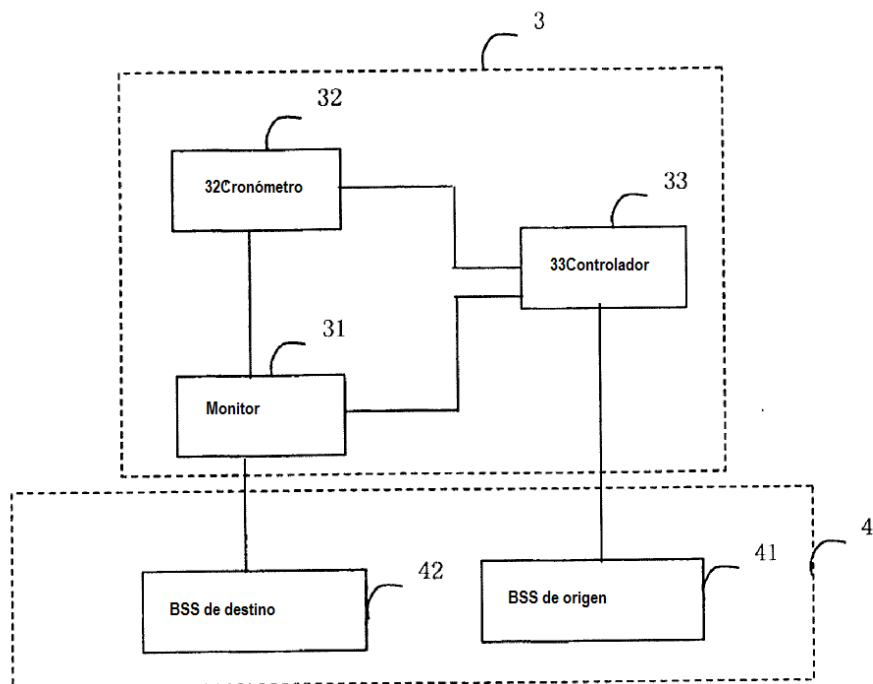 3
32
32Cronómetro
33
33Controlador
31
Monitor
4
42
BSS de destino
41
BSS de origen